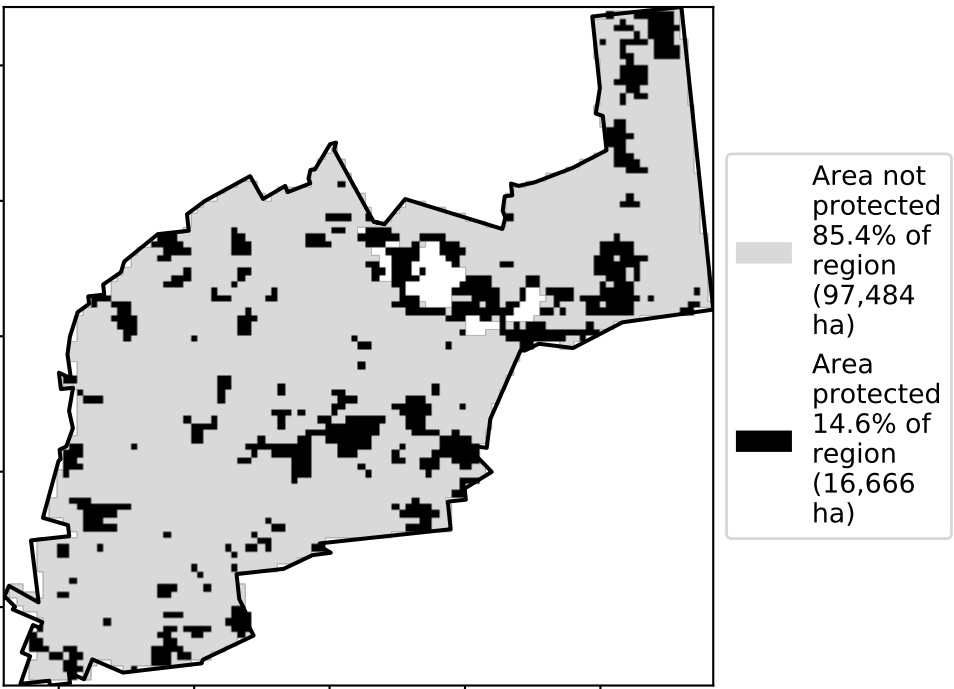 Area not
protected
85.4% of
region
(97,484
ha)
Area
protected
14.6% of
region
(16,666
ha)